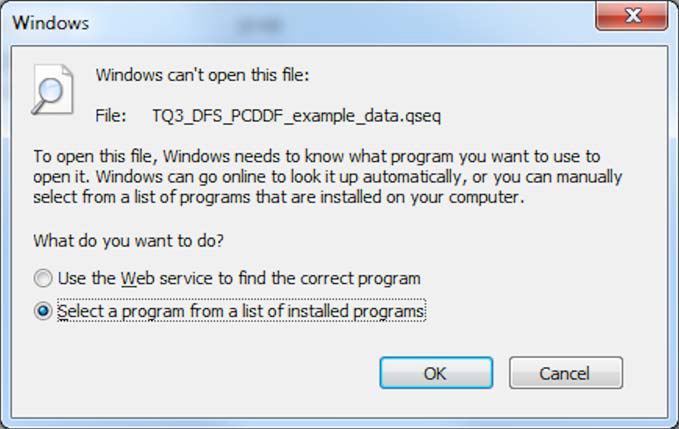 Windows
Windows can't open this file:
File: TQ3_DFS_PCDDF_example_data.qseq
To open this file, Windows needs to know what program you want to use to
open it. Windows can go online to look it up automatically, or you can manually
select from a list of programs that are installed on your computer.
What do you want to do?
Use the Web service to find the correct program
Select a program from a list of installed programs
OK Cancel